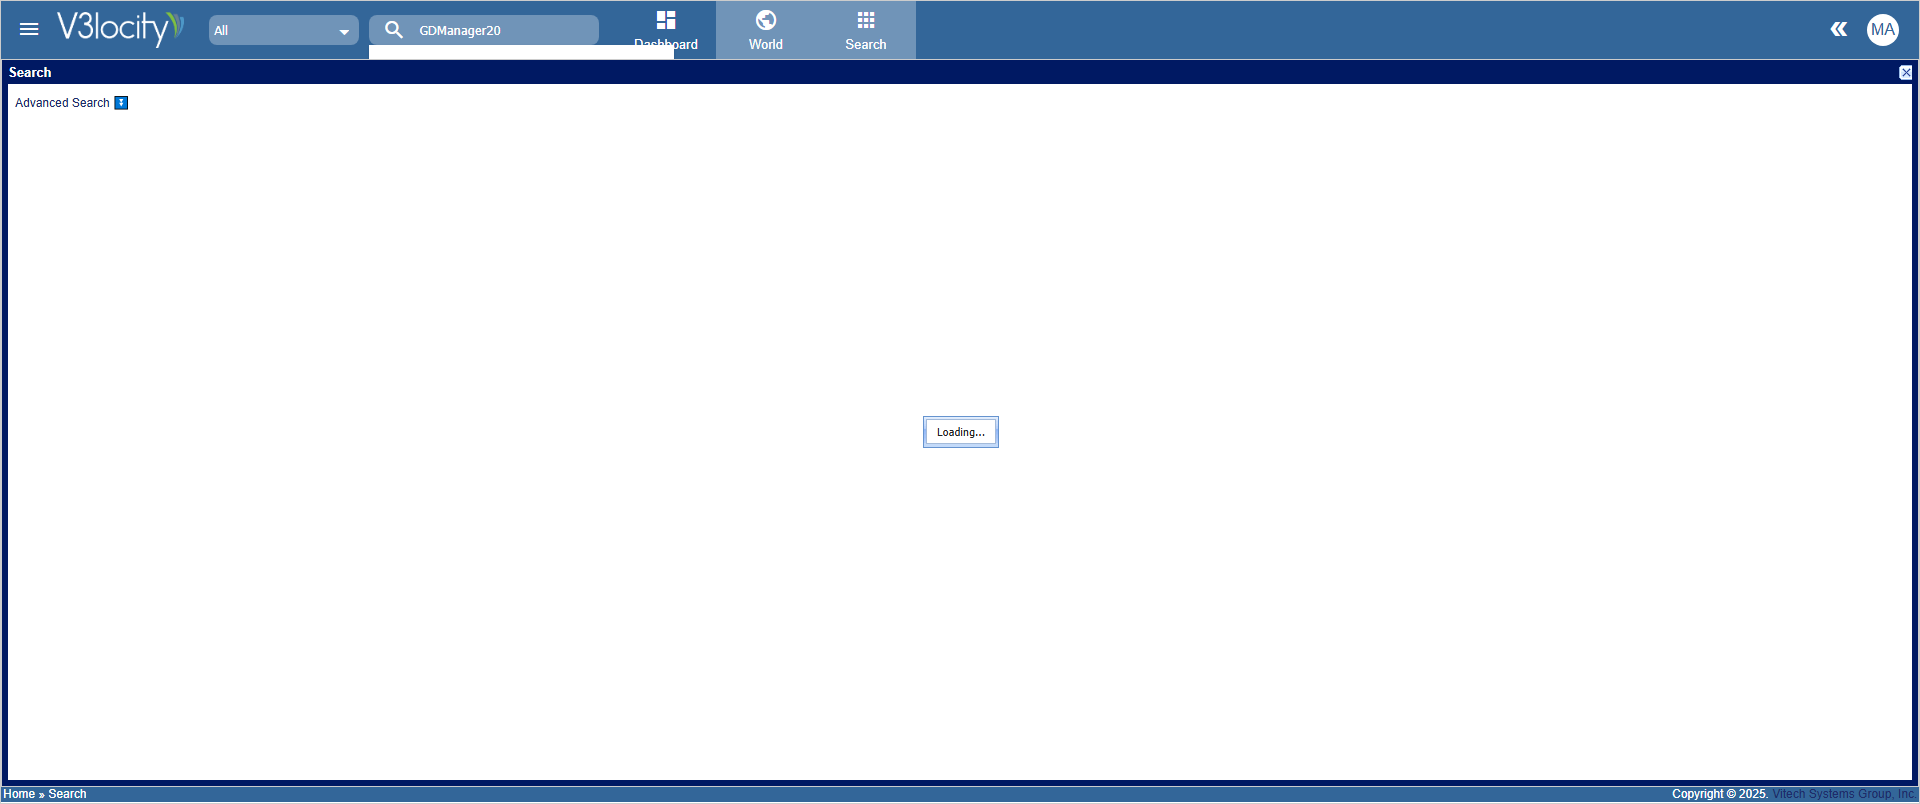 V3locity
All
GDManager20
Dashboard
World
Search
MA
Search
Advanced Search
Loading...
Home » Search
Copyright © 2025. Vitech Systems Group, Inc.